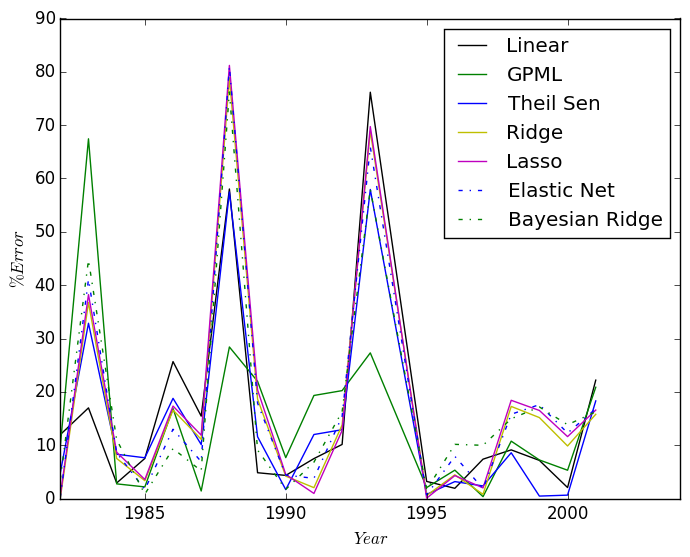 90
80
70
60
50
40
30
20
10
0
%Error
1985
1990
1995
2000
Year
Linear
GPML
Theil Sen
Ridge
Lasso
Elastic Net
Bayesian Ridge